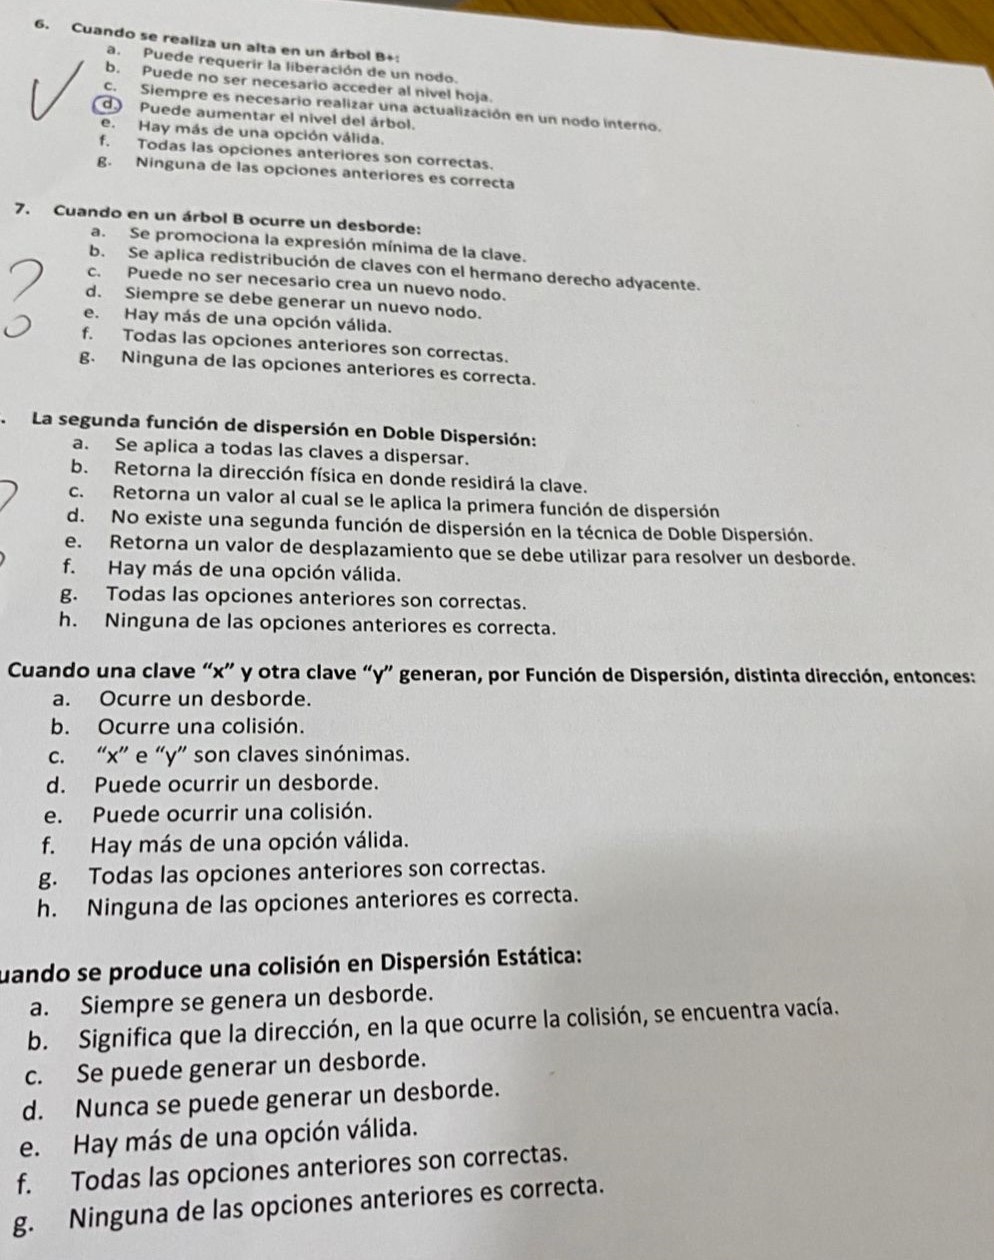 6. Cuando se realiza un alta en un árbol B+:
a. Puede requerir la liberación de un nodo.
b. Puede no ser necesario acceder al nivel hoja.
c. Siempre es necesario realizar una actualización en un nodo interno.
d. Puede aumentar el nivel del árbol.
e. Hay más de una opción válida.
f. Todas las opciones anteriores son correctas.
g. Ninguna de las opciones anteriores es correcta
7. Cuando en un árbol B ocurre un desborde:
a. Se promociona la expresión mínima de la clave.
b. Se aplica redistribución de claves con el hermano derecho adyacente.
c. Puede no ser necesario crea un nuevo nodo.
d. Siempre se debe generar un nuevo nodo.
e. Hay más de una opción válida.
f. Todas las opciones anteriores son correctas.
g. Ninguna de las opciones anteriores es correcta.
. La segunda función de dispersión en Doble Dispersión:
a. Se aplica a todas las claves a dispersar.
b. Retorna la dirección física en donde residirá la clave.
c. Retorna un valor al cual se le aplica la primera función de dispersión
d. No existe una segunda función de dispersión en la técnica de Doble Dispersión.
e. Retorna un valor de desplazamiento que se debe utilizar para resolver un desborde.
f. Hay más de una opción válida.
g. Todas las opciones anteriores son correctas.
h. Ninguna de las opciones anteriores es correcta.
Cuando una clave “x” y otra clave “y” generan, por Función de Dispersión, distinta dirección, entonces:
a. Ocurre un desborde.
b. Ocurre una colisión.
c. “x” e “y” son claves sinónimas.
d. Puede ocurrir un desborde.
e. Puede ocurrir una colisión.
f. Hay más de una opción válida.
g. Todas las opciones anteriores son correctas.
h. Ninguna de las opciones anteriores es correcta.
uando se produce una colisión en Dispersión Estática:
a. Siempre se genera un desborde.
b. Significa que la dirección, en la que ocurre la colisión, se encuentra vacía.
c. Se puede generar un desborde.
d. Nunca se puede generar un desborde.
e. Hay más de una opción válida.
f. Todas las opciones anteriores son correctas.
g. Ninguna de las opciones anteriores es correcta.